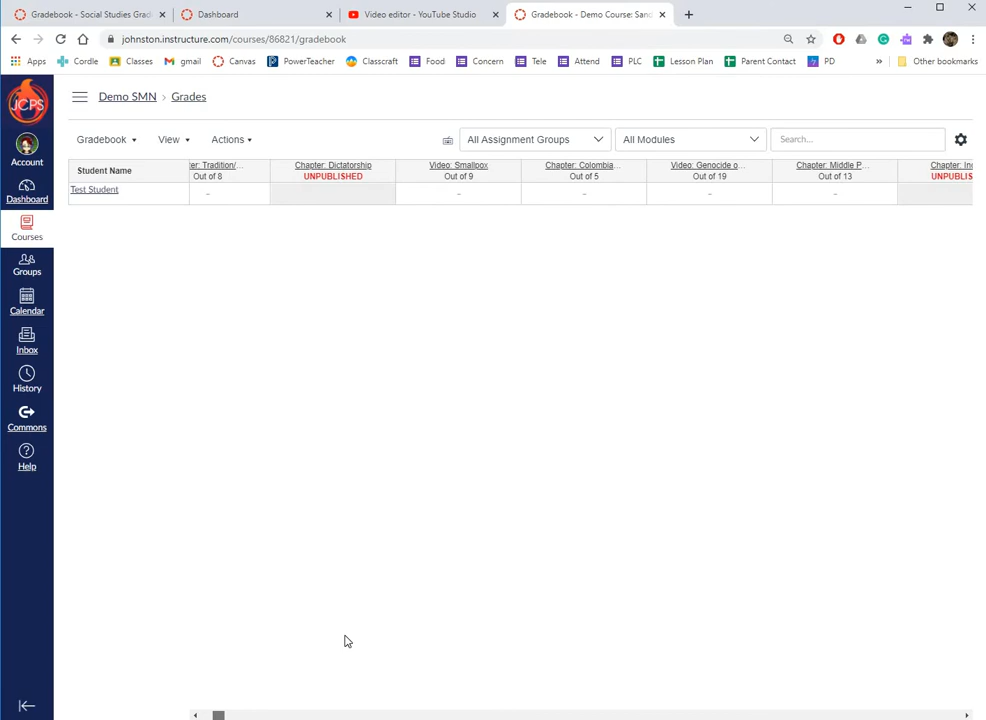 Gradebook - Social Studies Grad
Dashboard
Video editor - YouTube Studio
Gradebook - Demo Course: Sand
johnston.instructure.com/courses/86821/gradebook
Apps Cordle Classes gmail Canvas PowerTeacher Classcraft Food Concern Tele Attend PLC Lesson Plan Parent Contact PD » Other bookmarks
JCPS
Account
Dashboard
Courses
Groups
Calendar
Inbox
History
Commons
Help
Demo SMN > Grades
Gradebook View Actions All Assignment Groups All Modules Search...
Student Name
ter: Tradition/... Chapter: Dictatorship Video: Smallpox Chapter: Colombia... Video: Genocide o... Chapter: Middle P... Chapter: Inc
Out of 8 UNPUBLISHED Out of 9 Out of 5 Out of 19 Out of 13 UNPUBLIS
Test Student – – – – –